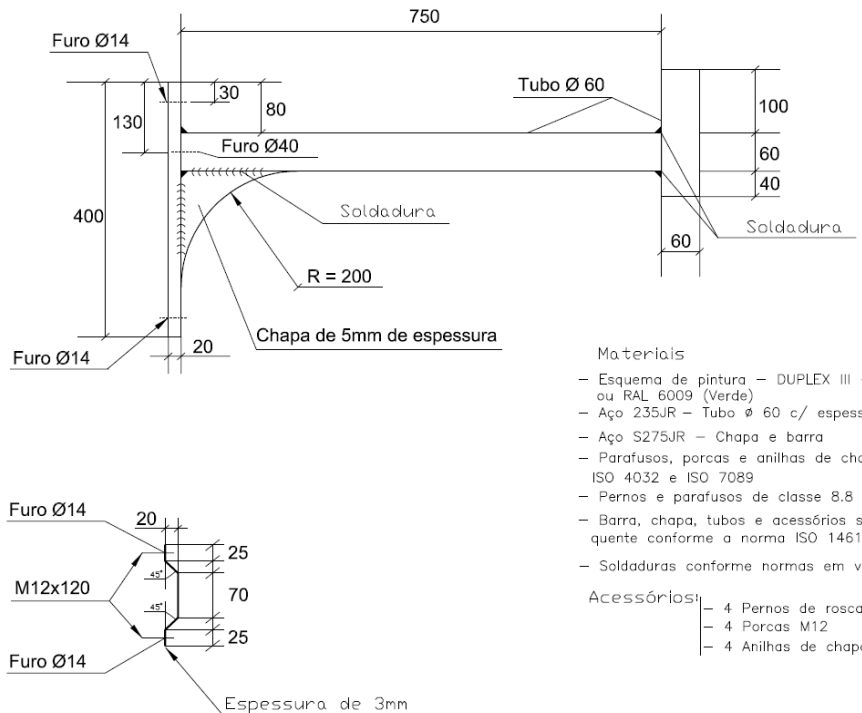 750
Furo Ø14
30
80
130
Tubo Ø 60
100
Furo Ø40
60
40
400
Soldadura
60
Soldadura
R = 200
Chapa de 5mm de espessura
Furo Ø14
20
Materiais
– Esquema de pintura – DUPLEX III
ou RAL 6009 (Verde)
– Aço 235JR – Tubo ø 60 c/
– Aço S275JR – Chapa e barra
– Parafusos, porcas e anilhas de
ISO 4032 e ISO 7089
– Pernos e parafusos de classe 8.8
– Barra, chapa, tubos e acessórios
quente conforme a norma ISO 1461
– Soldaduras conforme normas em
Acessórios:
– 4 Pernos de
– 4 Porcas M12
– 4 Anilhas de
Furo Ø14
20
25
45°
M12x120
70
45°
25
Furo Ø14
Espessura de 3mm